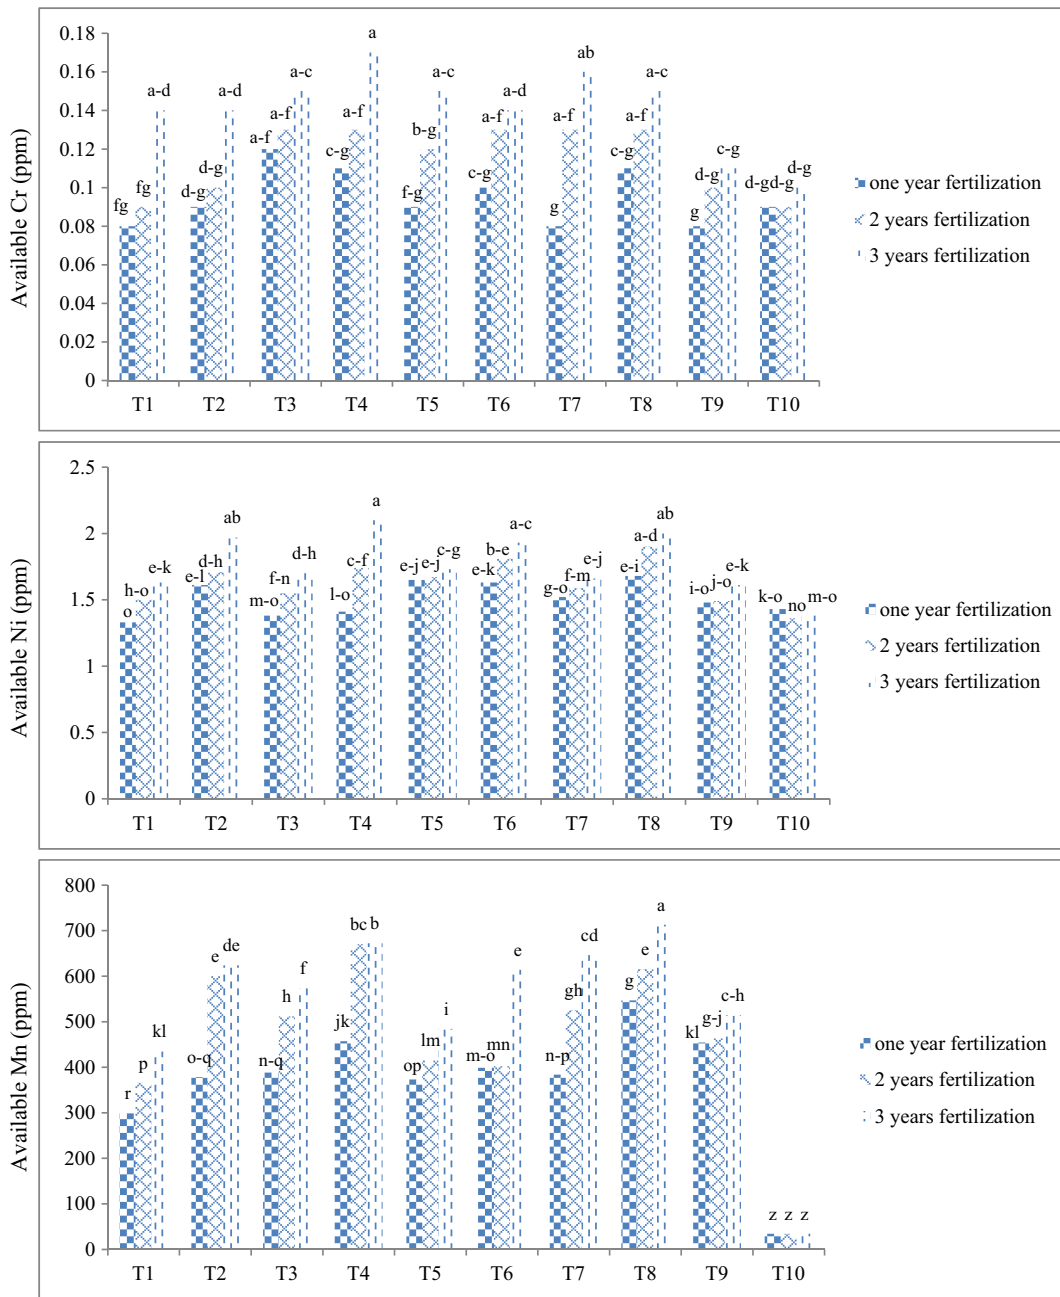 Available Cr (ppm)
0.18
0.16
0.14
0.12
0.1
0.08
0.06
0.04
0.02
0
fg fg a-d
d-g d-g a-d
a-f a-f a-c
c-g a-f a
f-g b-g a-c
c-g a-f a-d
g a-f ab
c-g a-f a-c
g d-g c-g
d-g d-g d-g
T1 T2 T3 T4 T5 T6 T7 T8 T9 T10
one year fertilization
2 years fertilization
3 years fertilization
Available Ni (ppm)
2.5
2
1.5
1
0.5
0
o h-o e-k
e-l d-h ab
m-o f-n d-h
l-o c-f a
e-j e-j c-g
e-k b-e a-c
g-o f-m e-j
e-i a-d ab
i-o j-o e-k
k-o no m-o
T1 T2 T3 T4 T5 T6 T7 T8 T9 T10
one year fertilization
2 years fertilization
3 years fertilization
Available Mn (ppm)
800
700
600
500
400
300
200
100
0
r p kl
o-q e de
n-q h f
jk bc b
op lm i
m-o mn e
n-p gh cd
g e a
kl g-j c-h
z z z
T1 T2 T3 T4 T5 T6 T7 T8 T9 T10
one year fertilization
2 years fertilization
3 years fertilization